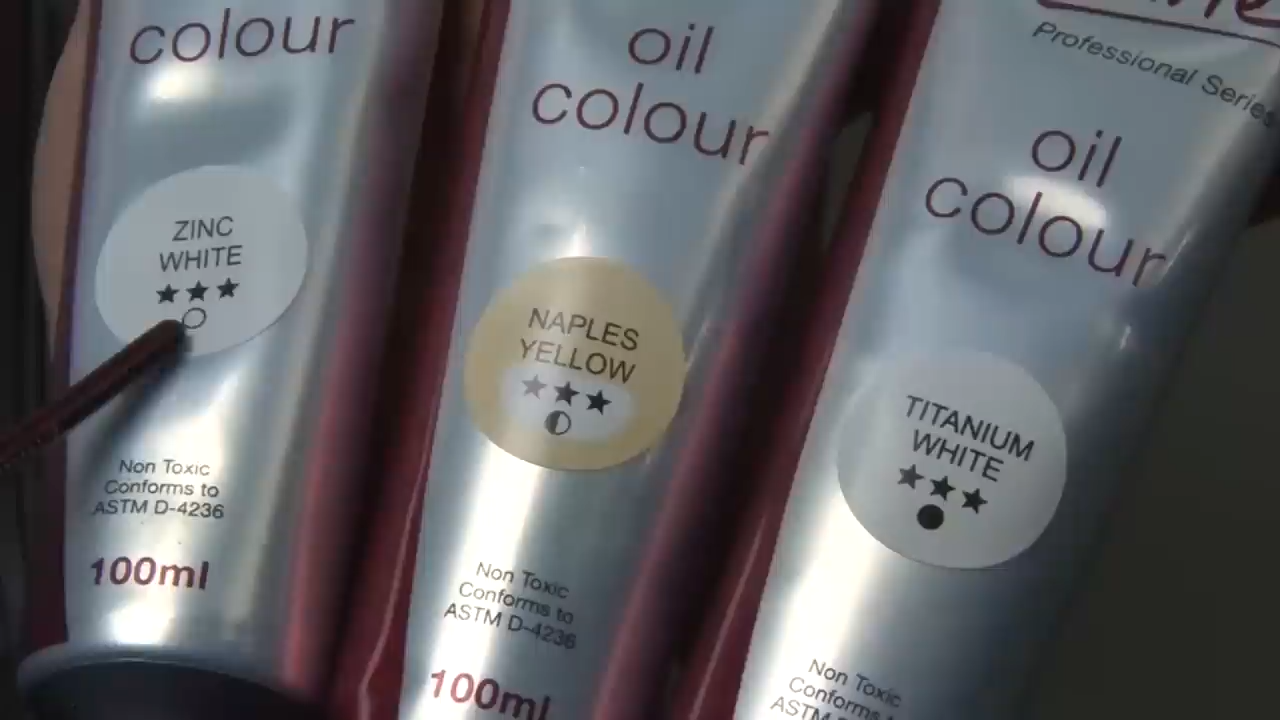 colour
ZINC
WHITE
★★★
Non Toxic
Conforms to
ASTM D-4236
100ml
oil
colour
NAPLES
YELLOW
★★★
Non Toxic
Conforms to
ASTM D-4236
100ml
Professional Series
oil
colour
TITANIUM
WHITE
★★★
Non Toxic
Conforms
ASTM